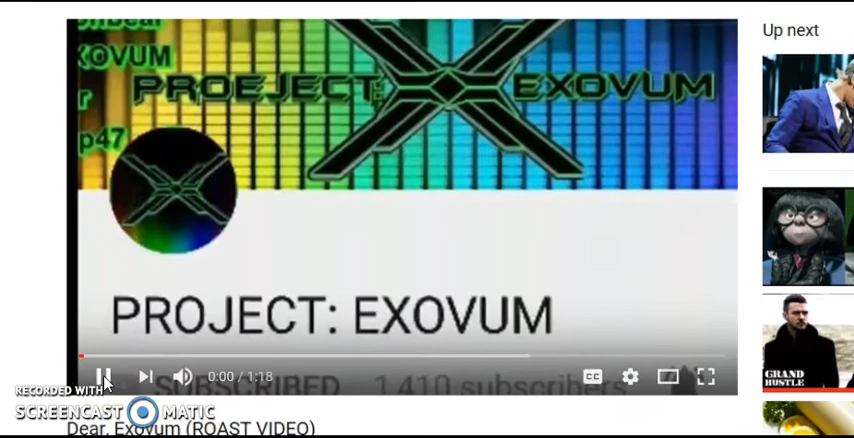 Up next
XOVUM
PROEJECT: EXOVUM
r
p47
PROJECT: EXOVUM
0:00 / 1:18
CC
SUBSCRIBED 1,410 subscribers
RECORDED WITH
SCREENCAST MATIC
Dear, Exovum (ROAST VIDEO)
GRAND
HUSTLE